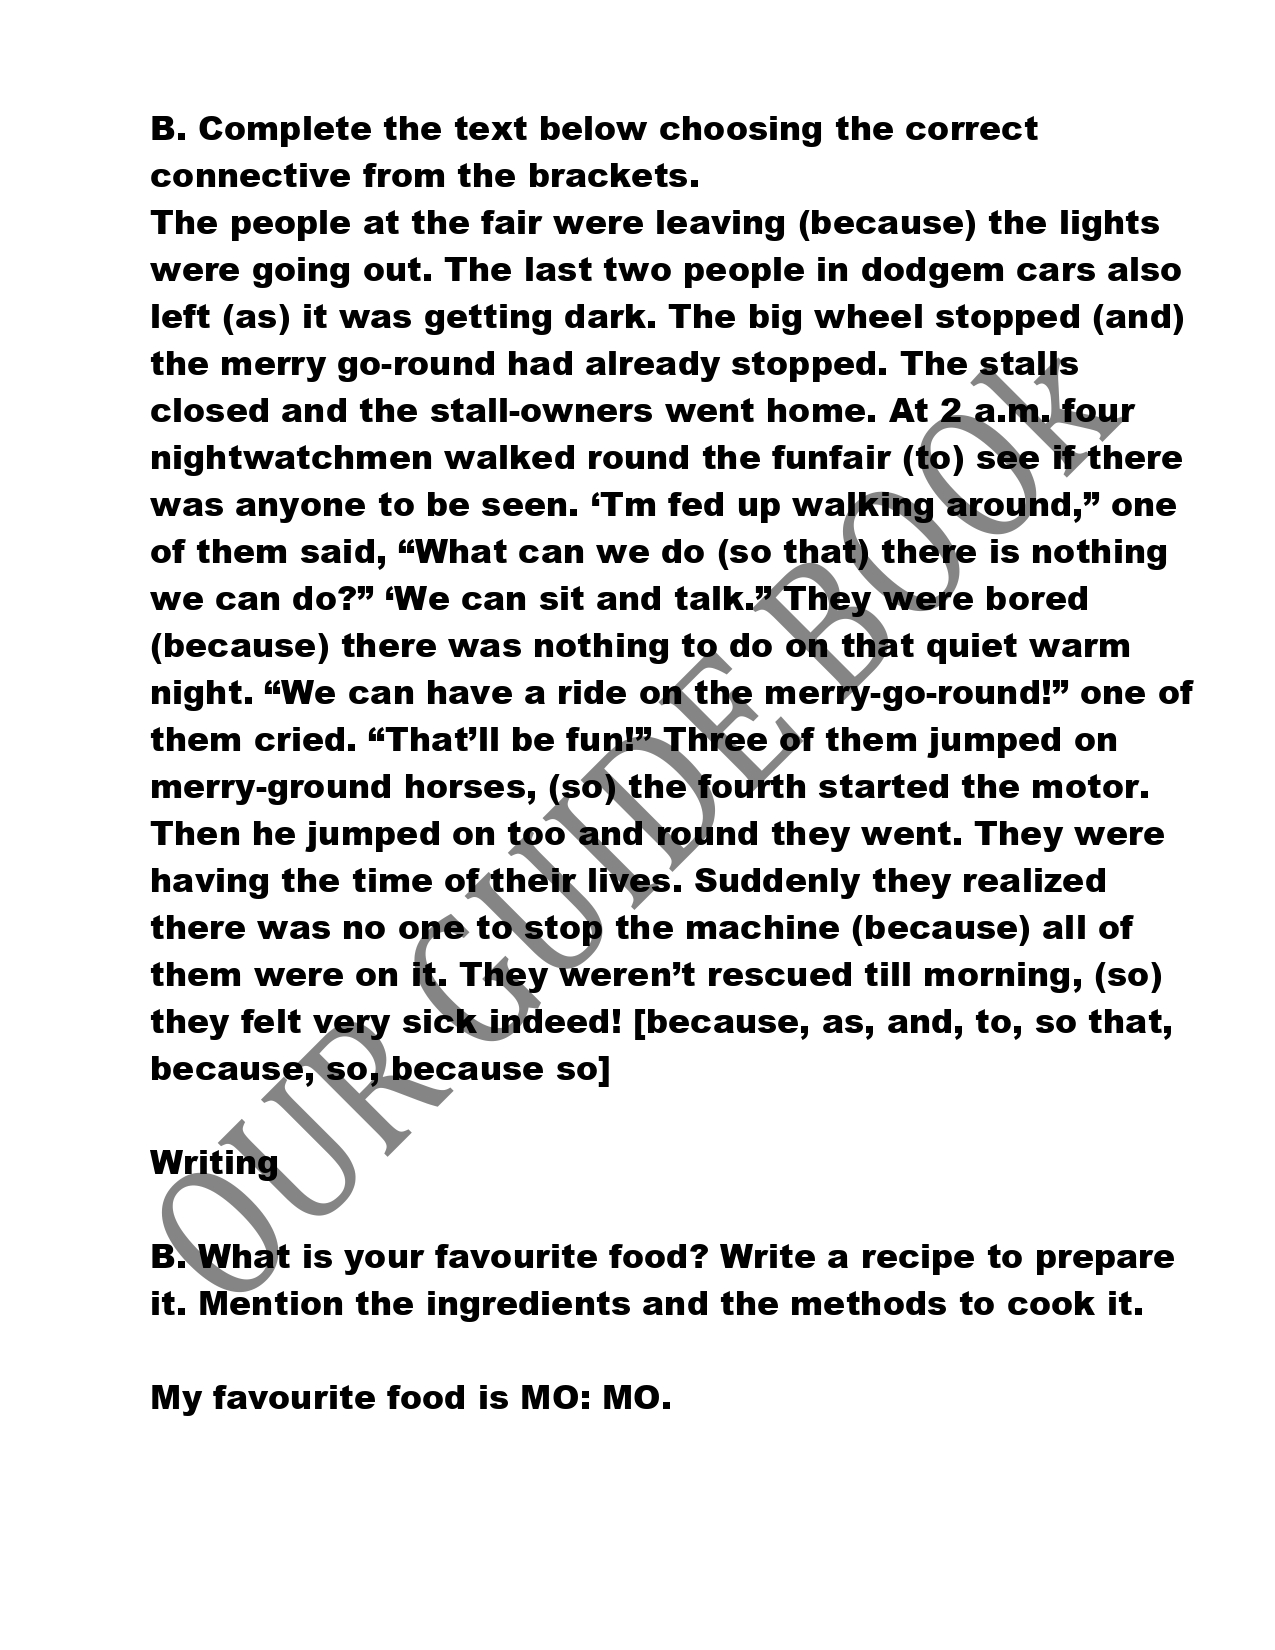 B. Complete the text below choosing the correct
connective from the brackets.
The people at the fair were leaving (because) the lights
were going out. The last two people in dodgem cars also
left (as) it was getting dark. The big wheel stopped (and)
the merry go-round had already stopped. The stalls
closed and the stall-owners went home. At 2 a.m. four
nightwatchmen walked round the funfair (to) see if there
was anyone to be seen. ‘Tm fed up walking around,” one
of them said, “What can we do (so that) there is nothing
we can do?” ‘We can sit and talk.” They were bored
(because) there was nothing to do on that quiet warm
night. “We can have a ride on the merry-go-round!” one of
them cried. “That’ll be fun!” Three of them jumped on
merry-ground horses, (so) the fourth started the motor.
Then he jumped on too and round they went. They were
having the time of their lives. Suddenly they realized
there was no one to stop the machine (because) all of
them were on it. They weren’t rescued till morning, (so)
they felt very sick indeed! [because, as, and, to, so that,
because, so, because so]
Writing
B. What is your favourite food? Write a recipe to prepare
it. Mention the ingredients and the methods to cook it.
My favourite food is MO: MO.
OUR GUIDE BOOK